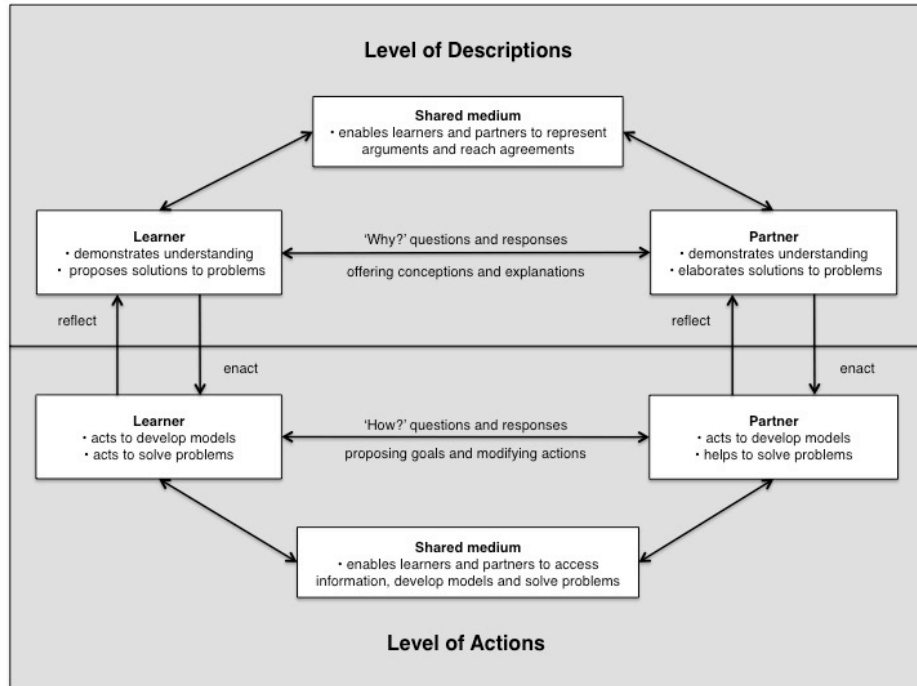 Level of Descriptions
Shared medium
• enables learners and partners to represent
arguments and reach agreements
Learner
• demonstrates understanding
• proposes solutions to problems
'Why?' questions and responses
offering conceptions and explanations
Partner
• demonstrates understanding
• elaborates solutions to problems
reflect
reflect
enact
enact
Learner
• acts to develop models
• acts to solve problems
'How?' questions and responses
proposing goals and modifying actions
Partner
• acts to develop models
• helps to solve problems
Shared medium
• enables learners and partners to access
information, develop models and solve problems
Level of Actions